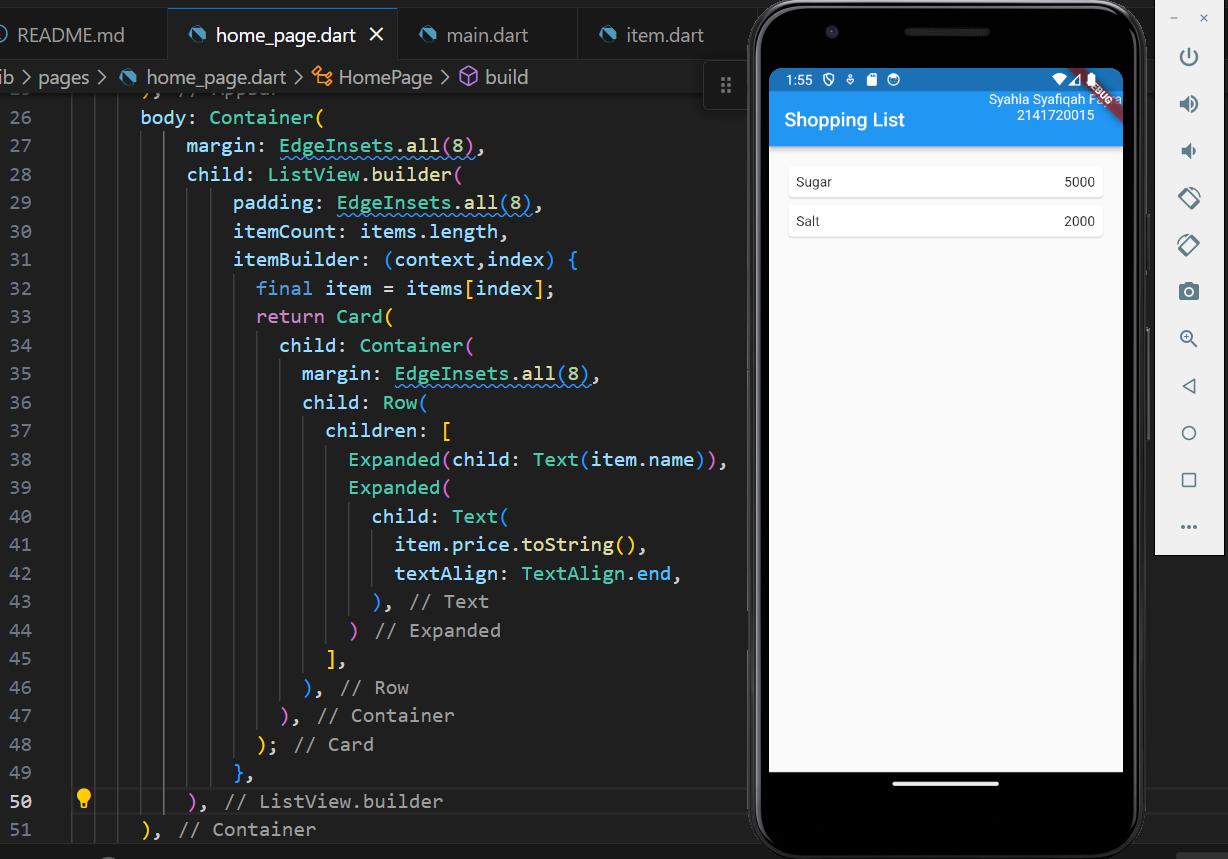 README.md
home_page.dart
main.dart
item.dart
ib > pages > home_page.dart > HomePage > build
26 body: Container(
27 margin: EdgeInsets.all(8),
28 child: ListView.builder(
29 padding: EdgeInsets.all(8),
30 itemCount: items.length,
31 itemBuilder: (context,index) {
32 final item = items[index];
33 return Card(
34 child: Container(
35 margin: EdgeInsets.all(8),
36 child: Row(
37 children: [
38 Expanded(child: Text(item.name)),
39 Expanded(
40 child: Text(
41 item.price.toString(),
42 textAlign: TextAlign.end,
43 ), // Text
44 ) // Expanded
45 ],
46 ), // Row
47 ), // Container
48 ); // Card
49 },
50 ), // ListView.builder
51 ), // Container
1:55
DEBUG
Shopping List
Syahla Syafiqah
2141720015
Sugar 5000
Salt 2000